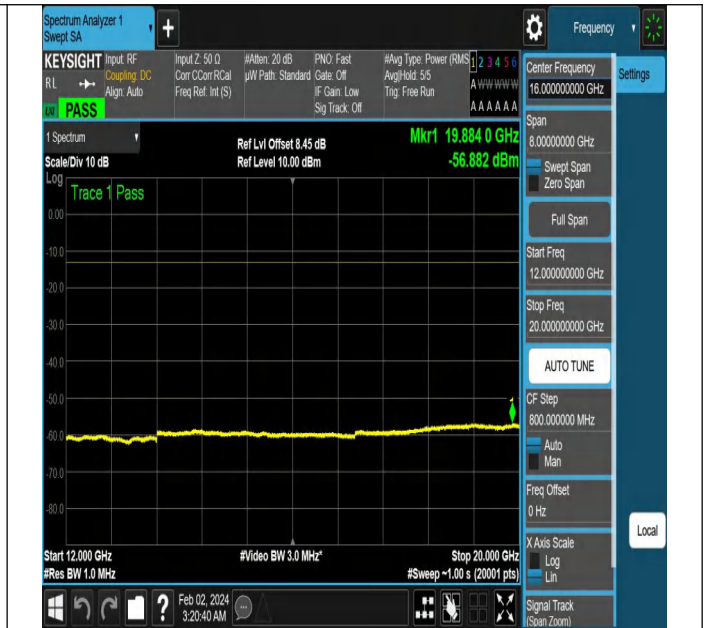 Spectrum Analyzer 1
Swept SA
+
Frequency
KEYSIGHT
RL
PASS
Input: RF
Coupling: DC
Align: Auto
Input Z: 50 Ω
Corr CCorr RCal
Freq Ref: Int (S)
#Atten: 20 dB
µW Path: Standard
PNO: Fast
Gate: Off
IF Gain: Low
Sig Track: Off
#Avg Type: Power (RMS
Avg|Hold: 5/5
Trig: Free Run
1 2 3 4 5 6
A W W W W W
A A A A A A
1 Spectrum
Scale/Div 10 dB
Ref Lvl Offset 8.45 dB
Ref Level 10.00 dBm
Mkr1 19.884 0 GHz
-56.882 dBm
Log
Trace 1 Pass
0.00
-10.0
-20.0
-30.0
-40.0
-50.0
-60.0
-70.0
-80.0
1
Start 12.000 GHz
#Res BW 1.0 MHz
#Video BW 3.0 MHz*
Stop 20.000 GHz
#Sweep ~1.00 s (20001 pts)
Center Frequency
16.000000000 GHz
Settings
Span
8.00000000 GHz
Swept Span
Zero Span
Full Span
Start Freq
12.000000000 GHz
Stop Freq
20.000000000 GHz
AUTO TUNE
CF Step
800.000000 MHz
Auto
Man
Freq Offset
0 Hz
X Axis Scale
Log
Lin
Local
Signal Track
(Span Zoom)
?
Feb 02, 2024
3:20:40 AM